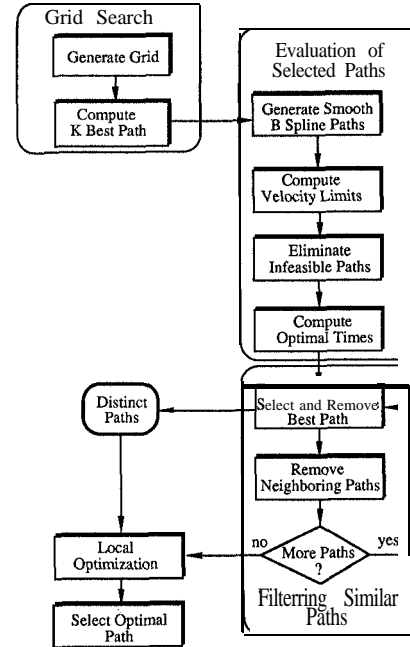 Grid Search
Generate Grid
Compute
K Best Path
Evaluation of
Selected Paths
Generate Smooth
B Spline Paths
Compute
Velocity Limits
Eliminate
Infeasible Paths
Compute
Optimal Times
Distinct
Paths
Select and Remove
Best Path
Remove
Neighboring Paths
no
More Paths
?
yes
Local
Optimization
Filterring Similar
Paths
Select Optimal
Path